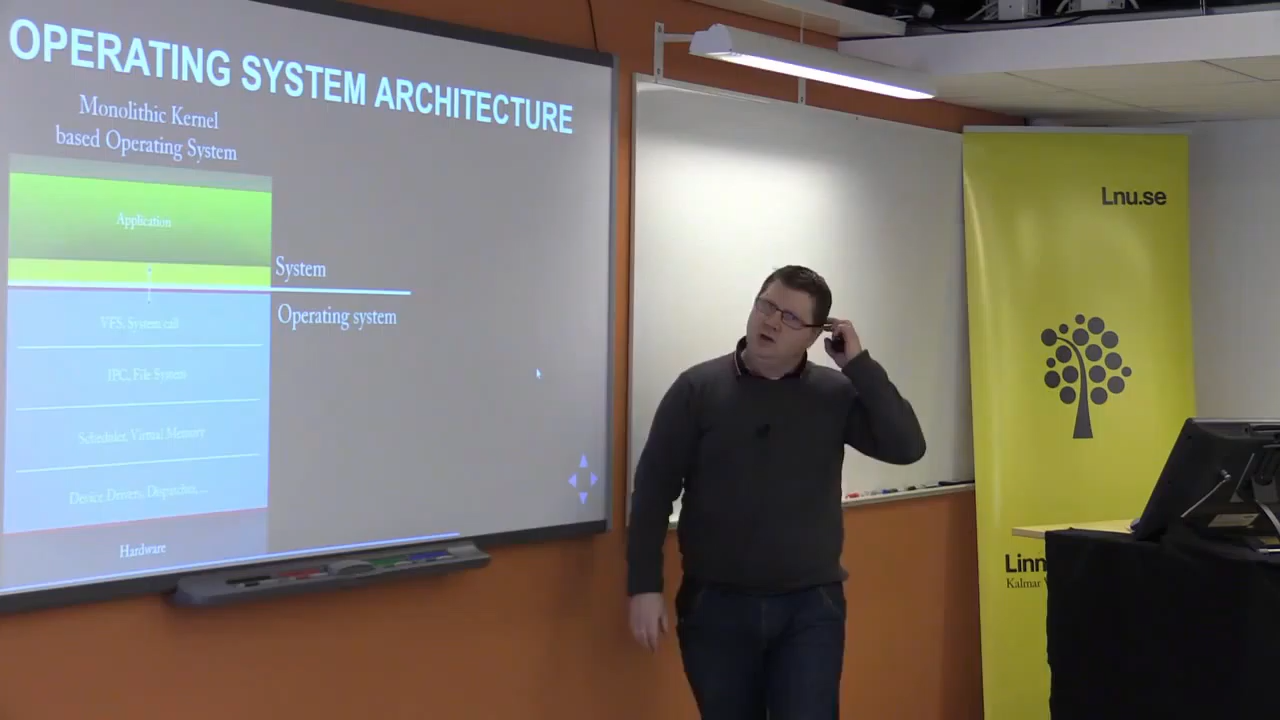 OPERATING SYSTEM ARCHITECTURE
Monolithic Kernel
based Operating System
Application
System
Operating system
VFS, System call
IPC, File System
Scheduler, Virtual Memory
Device Drivers, Dispatcher, ...
Hardware
Lnu.se
Linn
Kalmar V